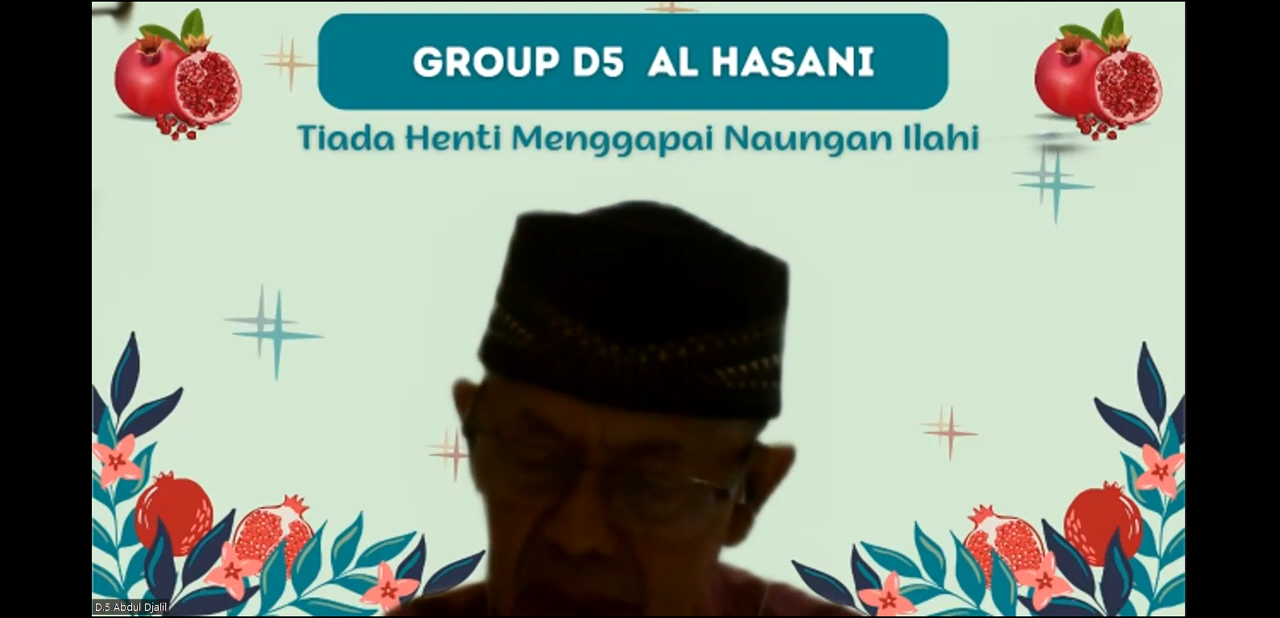 GROUP D5 AL HASANI
Tiada Henti Menggapai Naungan Ilahi
D.5 Abdul Djalil